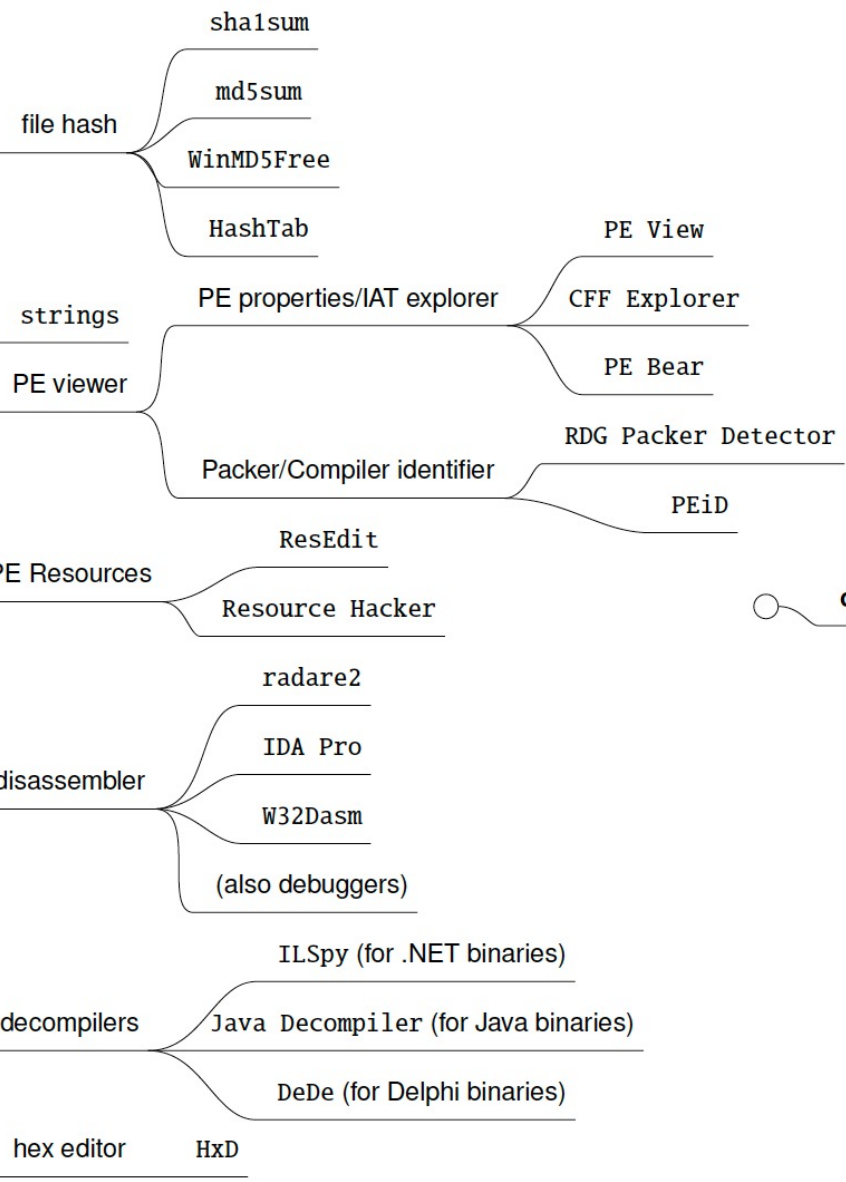 sha1sum
md5sum
file hash
WinMD5Free
HashTab
PE View
PE properties/IAT explorer
CFF Explorer
strings
PE Bear
PE viewer
RDG Packer Detector
Packer/Compiler identifier
PEiD
ResEdit
PE Resources
Resource Hacker
radare2
IDA Pro
disassembler
W32Dasm
(also debuggers)
ILSpy (for .NET binaries)
decompilers
Java Decompiler (for Java binaries)
DeDe (for Delphi binaries)
hex editor HxD